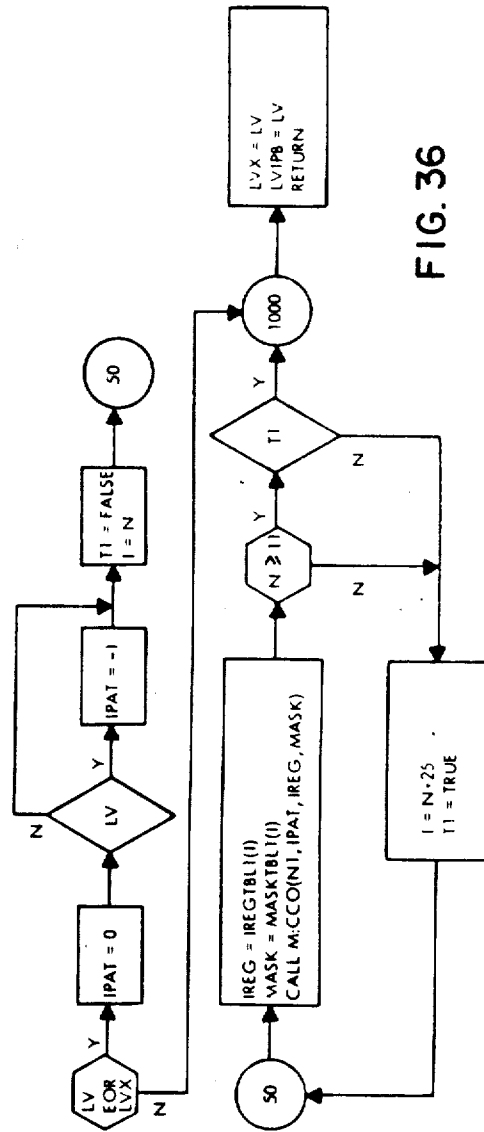 LV
EOR
LVX
Y
N
IPAT = 0
LV
N
Y
IPAT = -1
T1 = FALSE
I = N
50
50
IREG = IREGTBL1(I)
MASK = MASKTBL1(I)
CALL M:CCO(N1, IPAT, IREG, MASK)
N ≥ 11
Y
N
T1
Y
N
1000
LVX = LV
LVIPB = LV
RETURN
I = N+25
T1 = TRUE
FIG. 36